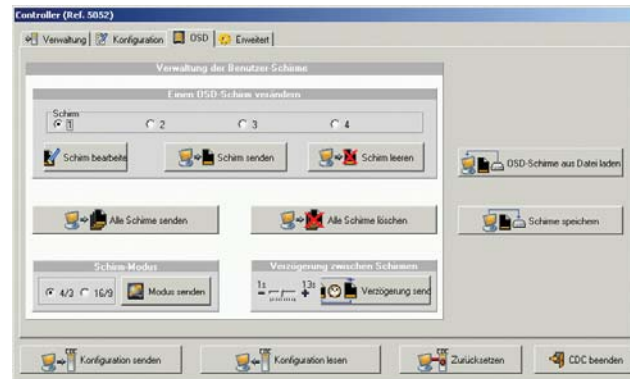 Controller (Ref. 5052)
Verwaltung Konfiguration OSD Erweitert
Verwaltung der Benutzer-Schirme
Einen OSD-Schirm verändern
Schirm
1 2 3 4
Schirm bearbeite Schirm senden Schirm leeren
OSD-Schirme aus Datei laden
Alle Schirme senden Alle Schirme löschen
Schirme speichern
Schirm-Modus Verzögerung zwischen Schirmen
4/3 16/9 Modus senden 1s 13s Verzögerung send
Konfiguration senden Konfiguration lesen Zurücksetzen CDC beenden